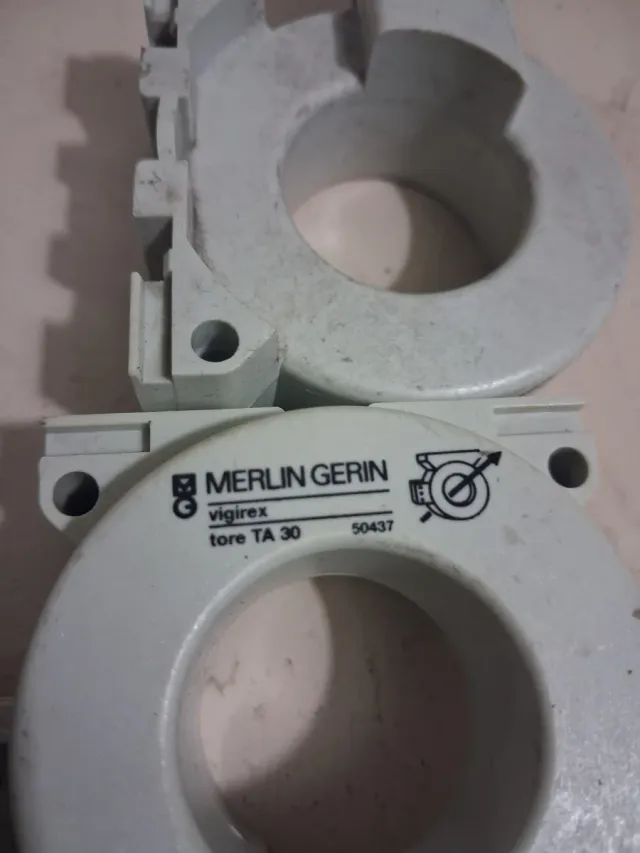 MERLIN GERIN
vigirex
tore TA 30 50437